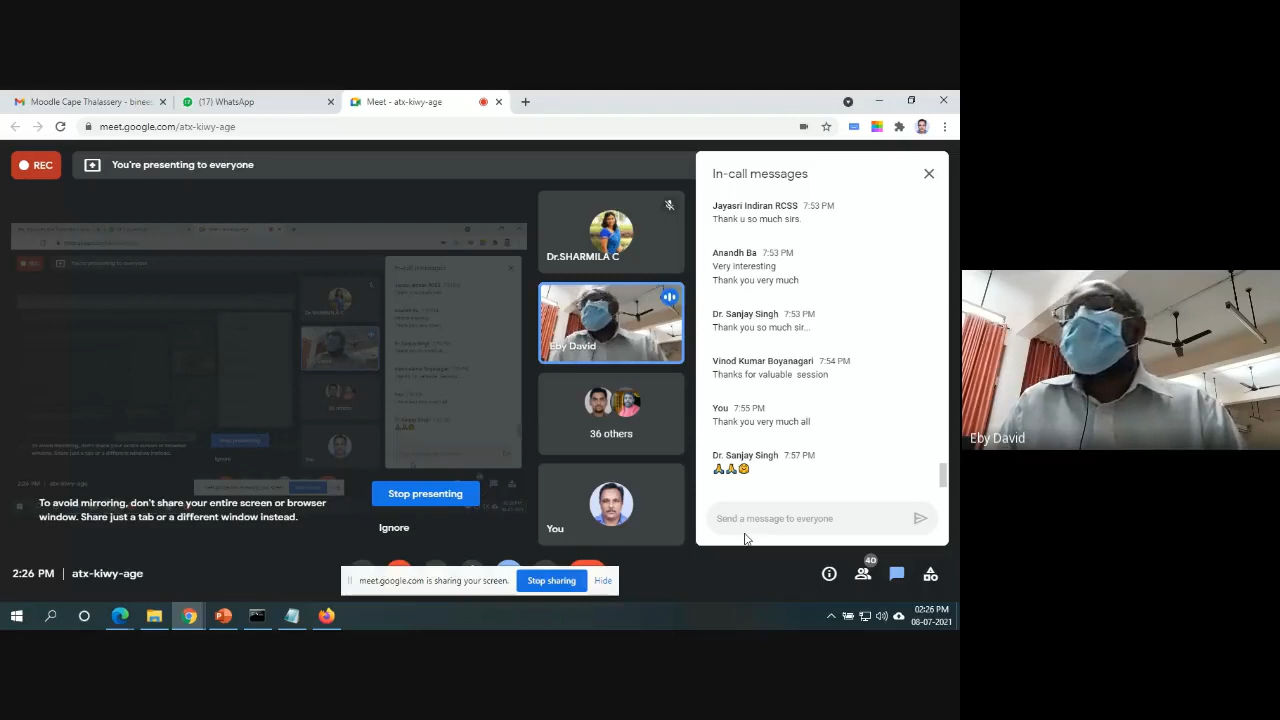 Moodle Cape Thalassery - binee
(17) WhatsApp
Meet - atx-kiwy-age
meet.google.com/atx-kiwy-age
REC
You're presenting to everyone
In-call messages
Jayasri Indiran RCSS 7:53 PM
Thank u so much sirs.
Anandh Ba 7:53 PM
Very interesting
Thank you very much
Dr. Sanjay Singh 7:53 PM
Thank you so much sir...
Vinod Kumar Boyanagari 7:54 PM
Thanks for valuable session
You 7:55 PM
Thank you very much all
Dr. Sanjay Singh 7:57 PM
🙏🙏😊
Send a message to everyone
Dr.SHARMILA C
Eby David
36 others
You
To avoid mirroring, don't share your entire screen or browser
window. Share just a tab or a different window instead.
Stop presenting
Ignore
2:26 PM | atx-kiwy-age
40
meet.google.com is sharing your screen.
Stop sharing
Hide
02:26 PM
08-07-2021
Eby David